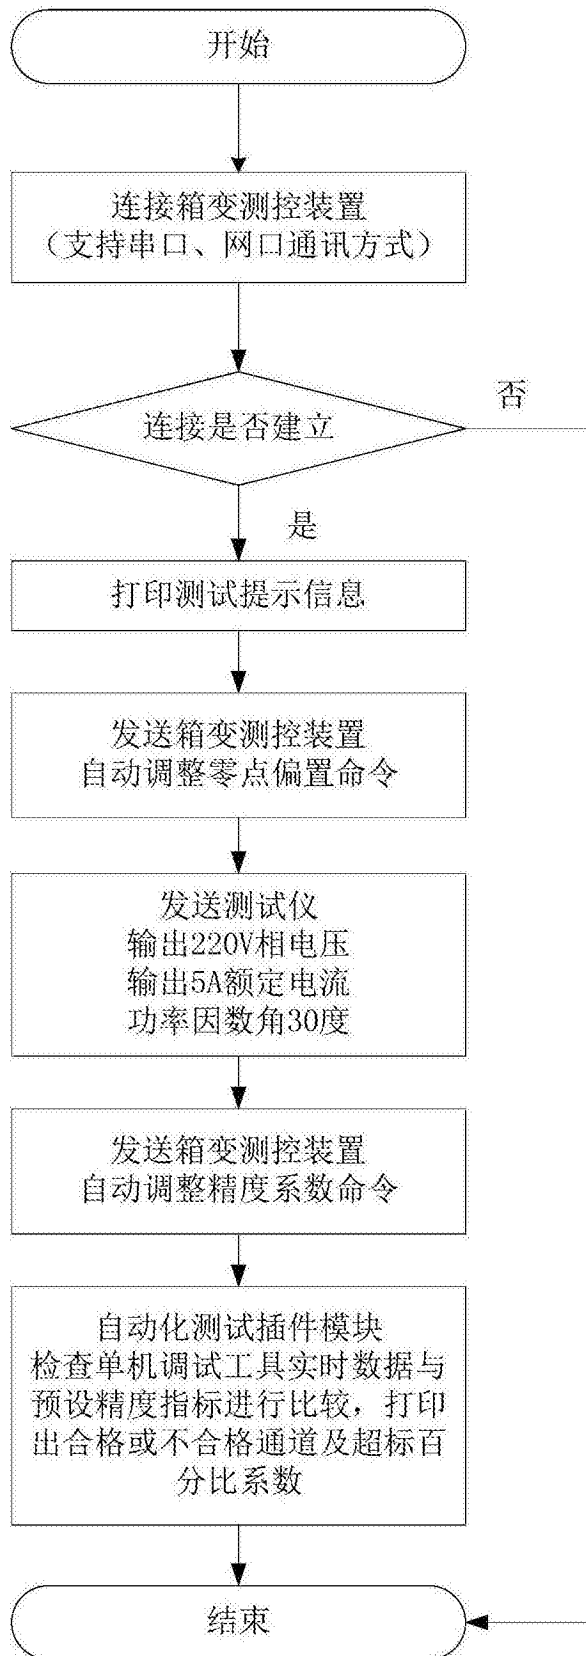 开始
连接箱变测控装置
（支持串口、网口通讯方式）
连接是否建立
否
是
打印测试提示信息
发送箱变测控装置
自动调整零点偏置命令
发送测试仪
输出220V相电压
输出5A额定电流
功率因数角30度
发送箱变测控装置
自动调整精度系数命令
自动化测试插件模块
检查单机调试工具实时数据与
预设精度指标进行比较，打印
出合格或不合格通道及超标百
分比系数
结束